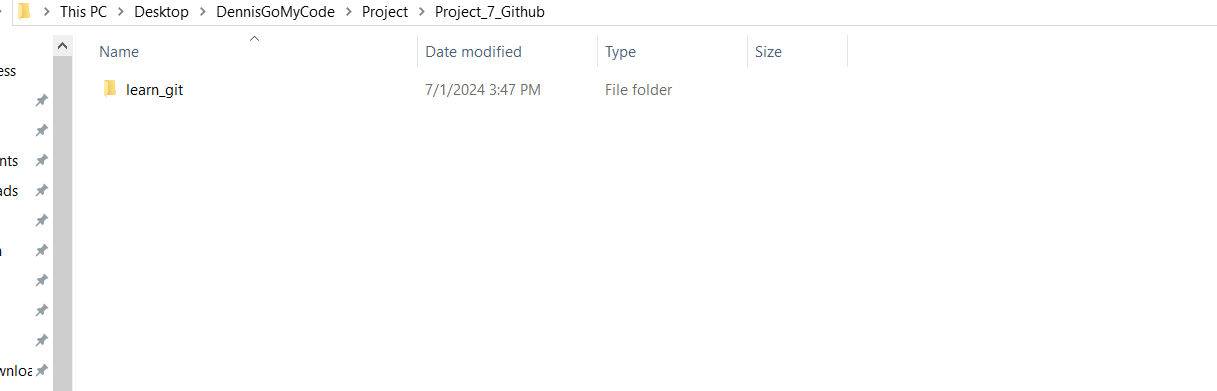 This PC > Desktop > DennisGoMyCode > Project > Project_7_Github
Name Date modified Type Size
ess
learn_git 7/1/2024 3:47 PM File folder
nts
ads
wnloa